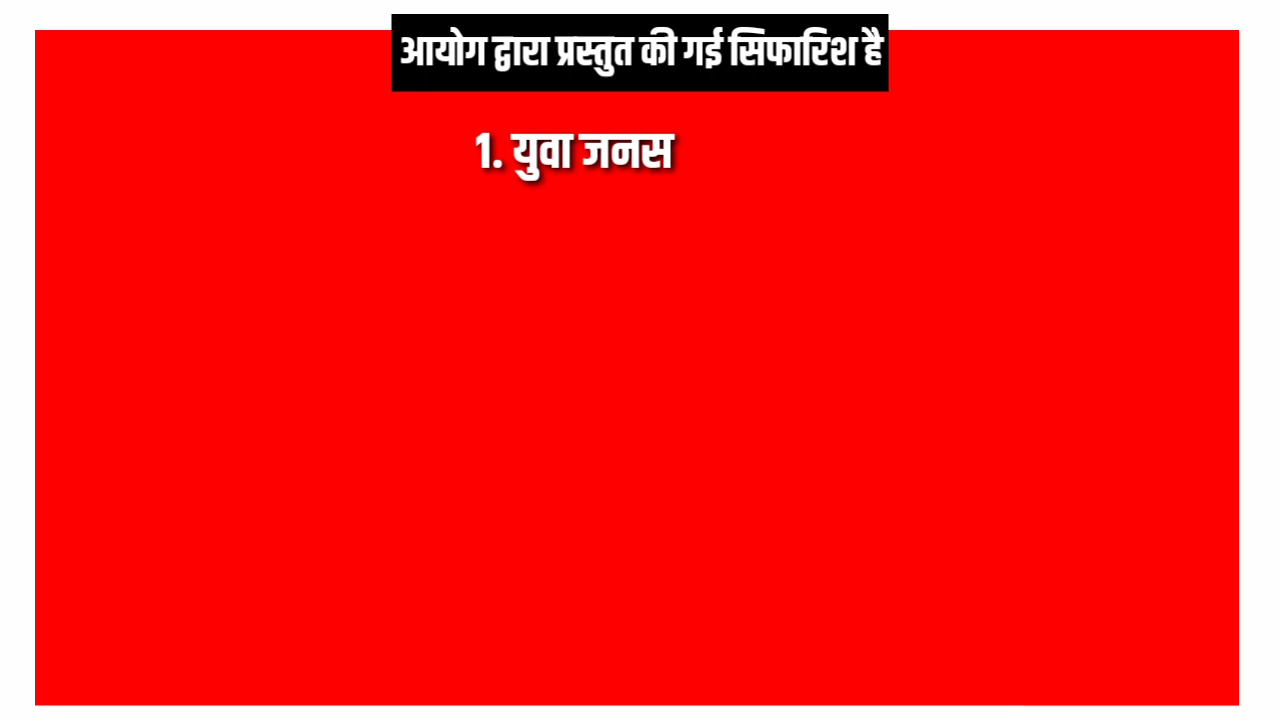 आयोग द्वारा प्रस्तुत की गई सिफारिश है
1. युवा जनस